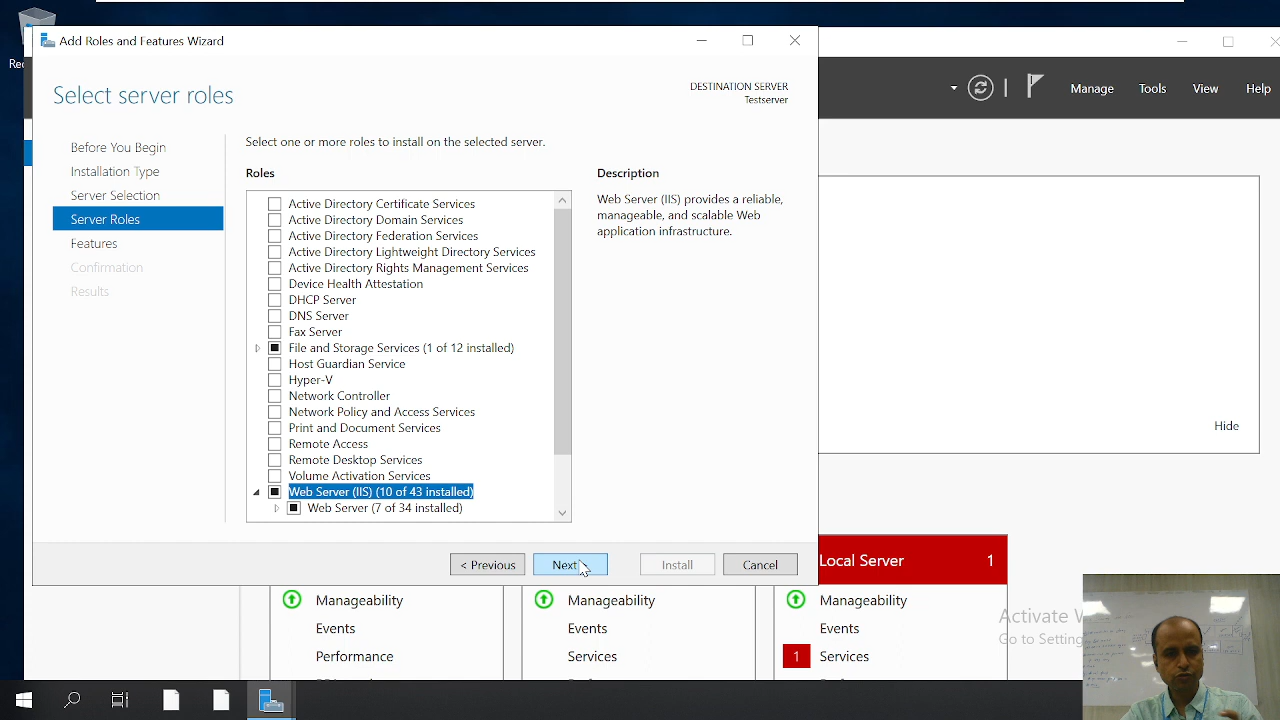 Add Roles and Features Wizard
Select server roles
DESTINATION SERVER
Testserver
Before You Begin
Installation Type
Server Selection
Server Roles
Features
Confirmation
Results
Select one or more roles to install on the selected server.
Roles
Active Directory Certificate Services
Active Directory Domain Services
Active Directory Federation Services
Active Directory Lightweight Directory Services
Active Directory Rights Management Services
Device Health Attestation
DHCP Server
DNS Server
Fax Server
File and Storage Services (1 of 12 installed)
Host Guardian Service
Hyper-V
Network Controller
Network Policy and Access Services
Print and Document Services
Remote Access
Remote Desktop Services
Volume Activation Services
Web Server (IIS) (10 of 43 installed)
Web Server (7 of 34 installed)
Description
Web Server (IIS) provides a reliable,
manageable, and scalable Web
application infrastructure.
< Previous
Next
Install
Cancel
Manage
Tools
View
Help
Hide
Local Server 1
Manageability
Events
Performance
Manageability
Events
Services
Manageability
Events
1 Services
Activate
Go to Setting